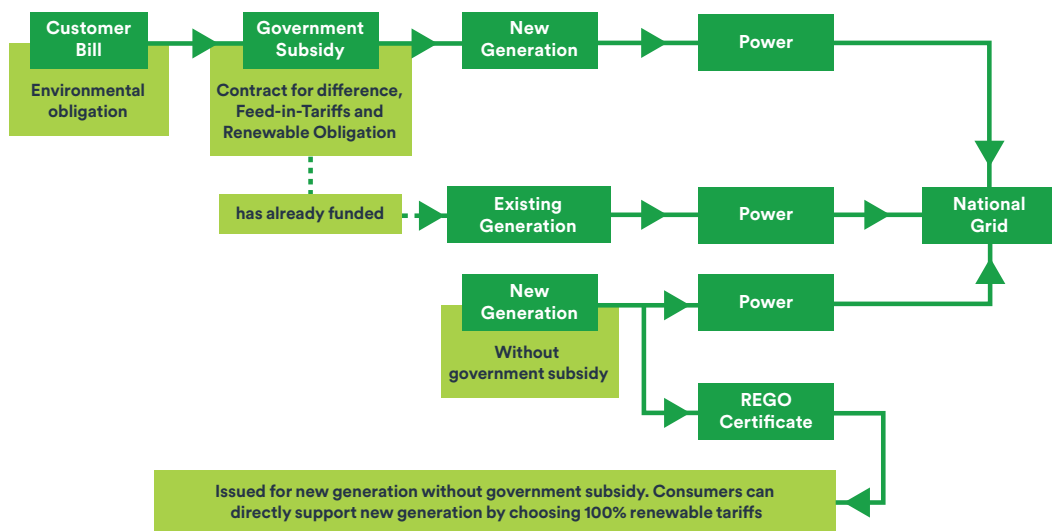 Customer
Bill
Environmental
obligation
Government
Subsidy
Contract for difference,
Feed-in-Tariffs and
Renewable Obligation
New
Generation
Power
has already funded
Existing
Generation
Power
National
Grid
New
Generation
Without
government subsidy
Power
REGO
Certificate
Issued for new generation without government subsidy. Consumers can
directly support new generation by choosing 100% renewable tariffs